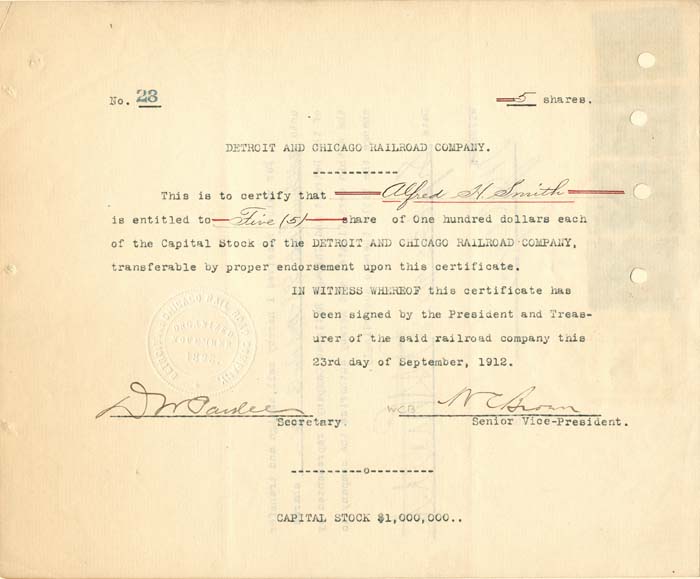 No. 23
5 shares.
DETROIT AND CHICAGO RAILROAD COMPANY.
This is to certify that Alfred H. Smith
is entitled to Five (5) share of One hundred dollars each
of the Capital Stock of the DETROIT AND CHICAGO RAILROAD COMPANY,
transferable by proper endorsement upon this certificate.
IN WITNESS WHEREOF this certificate has
been signed by the President and Treas-
urer of the said railroad company this
23rd day of September, 1912.
D W Pardee
WCB W C Brown
Secretary.
Senior Vice-President.
-----------o----------
CAPITAL STOCK $1,000,000..